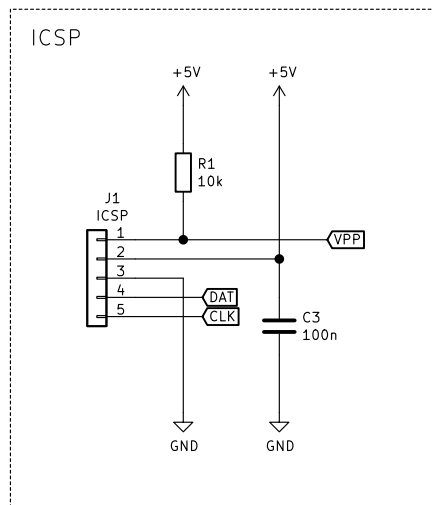 ICSP
+5V
+5V
R1
10k
J1
ICSP
1
VPP
2
3
4
DAT
5
CLK
C3
100n
GND
GND